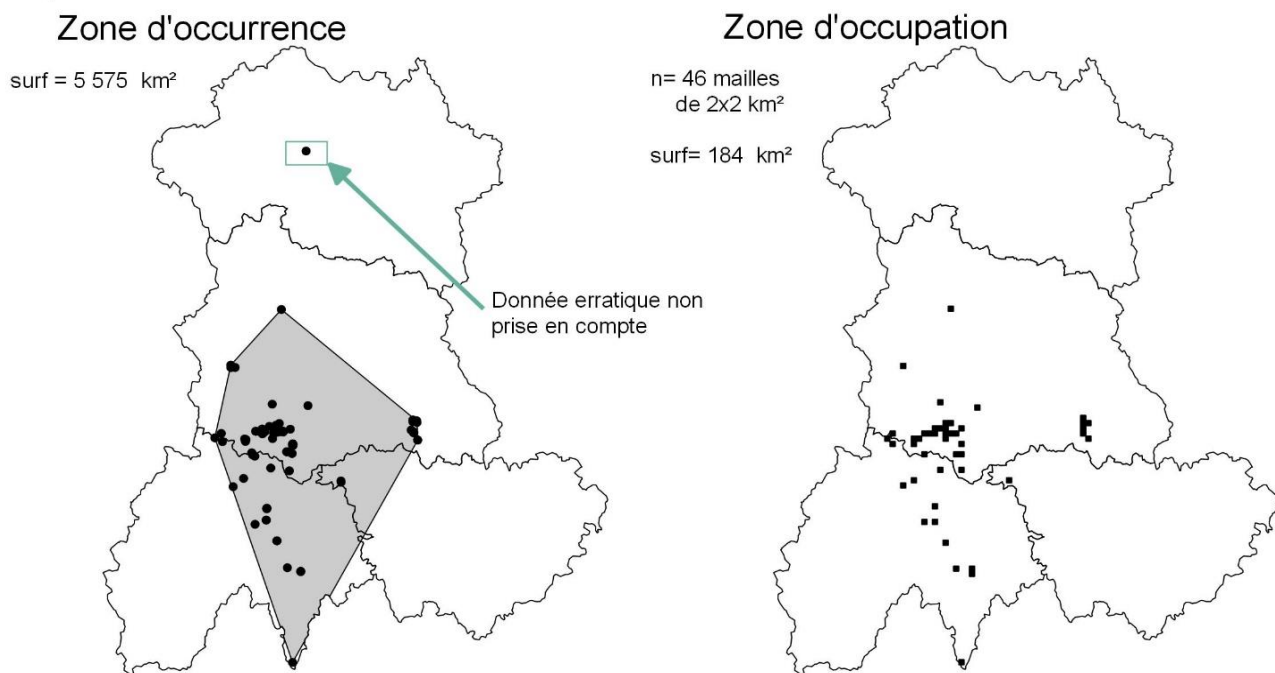 Zone d'occurrence
surf = 5 575 km²
Donnée erratique non
prise en compte
Zone d'occupation
n= 46 mailles
de 2x2 km²
surf= 184 km²